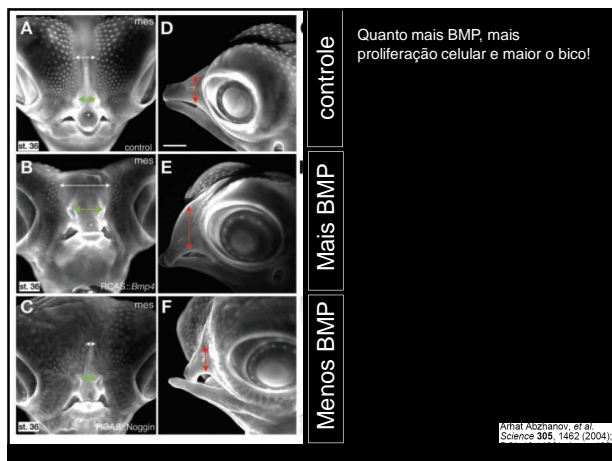 A
mes
D
controle
Quanto mais BMP, mais
proliferação celular e maior o bico!
st. 36
control
B
mes
E
Mais BMP
st. 36
RCAS::Bmp4
C
mes
F
Menos BMP
st. 36
RCAS::Noggin
Arhat Abzhanov, et al.
Science 305, 1462 (2004);